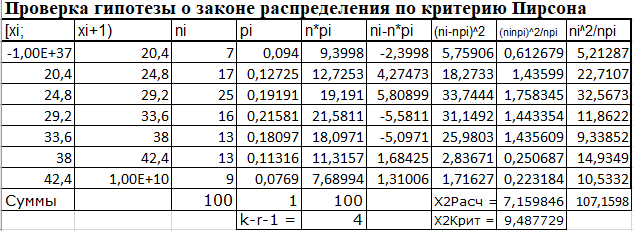 Проверка гипотезы о законе распределения по критерию Пирсона
[xi; xi+1) ni pi n*pi ni-n*pi (ni-npi)^2 (ninpi)^2/npi ni^2/npi
-1,00E+37 20,4 7 0,094 9,3998 -2,3998 5,75906 0,612679 5,21287
20,4 24,8 17 0,12725 12,7253 4,27473 18,2733 1,43599 22,7107
24,8 29,2 25 0,19191 19,191 5,80899 33,7444 1,758345 32,5673
29,2 33,6 16 0,21581 21,5811 -5,5811 31,1492 1,443354 11,8622
33,6 38 13 0,18097 18,0971 -5,0971 25,9803 1,435609 9,33852
38 42,4 13 0,11316 11,3157 1,68425 2,83671 0,250687 14,9349
42,4 1,00E+10 9 0,0769 7,68994 1,31006 1,71627 0,223184 10,5332
Суммы 100 1 100 X2Расч = 7,159846 107,1598
k-r-1 = 4 X2Крит = 9,487729